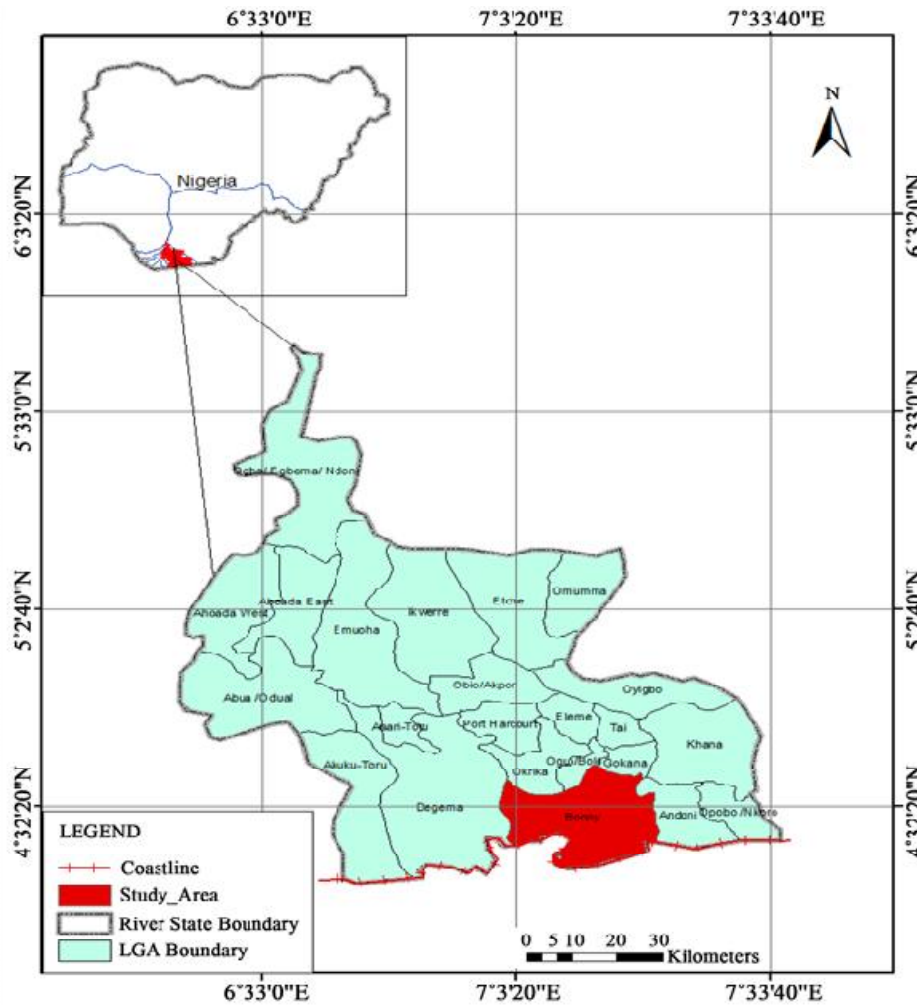 6°33'0"E 7°3'20"E 7°33'40"E
N
Nigeria
6°3'20"N 6°3'20"N
5°33'0"N 5°33'0"N
Ahoada East Etche Omumma
5°2'40"N 5°2'40"N
Ahoada West Ikwerre
Emuoha
Obio/Akpor Oyigbo
Abua /Odual
Port Harcourt Eleme Tai
Asari-Toru Khana
Akuku-Toru Okrika Gokana
4°32'20"N 4°32'20"N
Degema Bonny Andoni
LEGEND
Coastline
Study_Area
River State Boundary
LGA Boundary
0 5 10 20 30
Kilometers
6°33'0"E 7°3'20"E 7°33'40"E